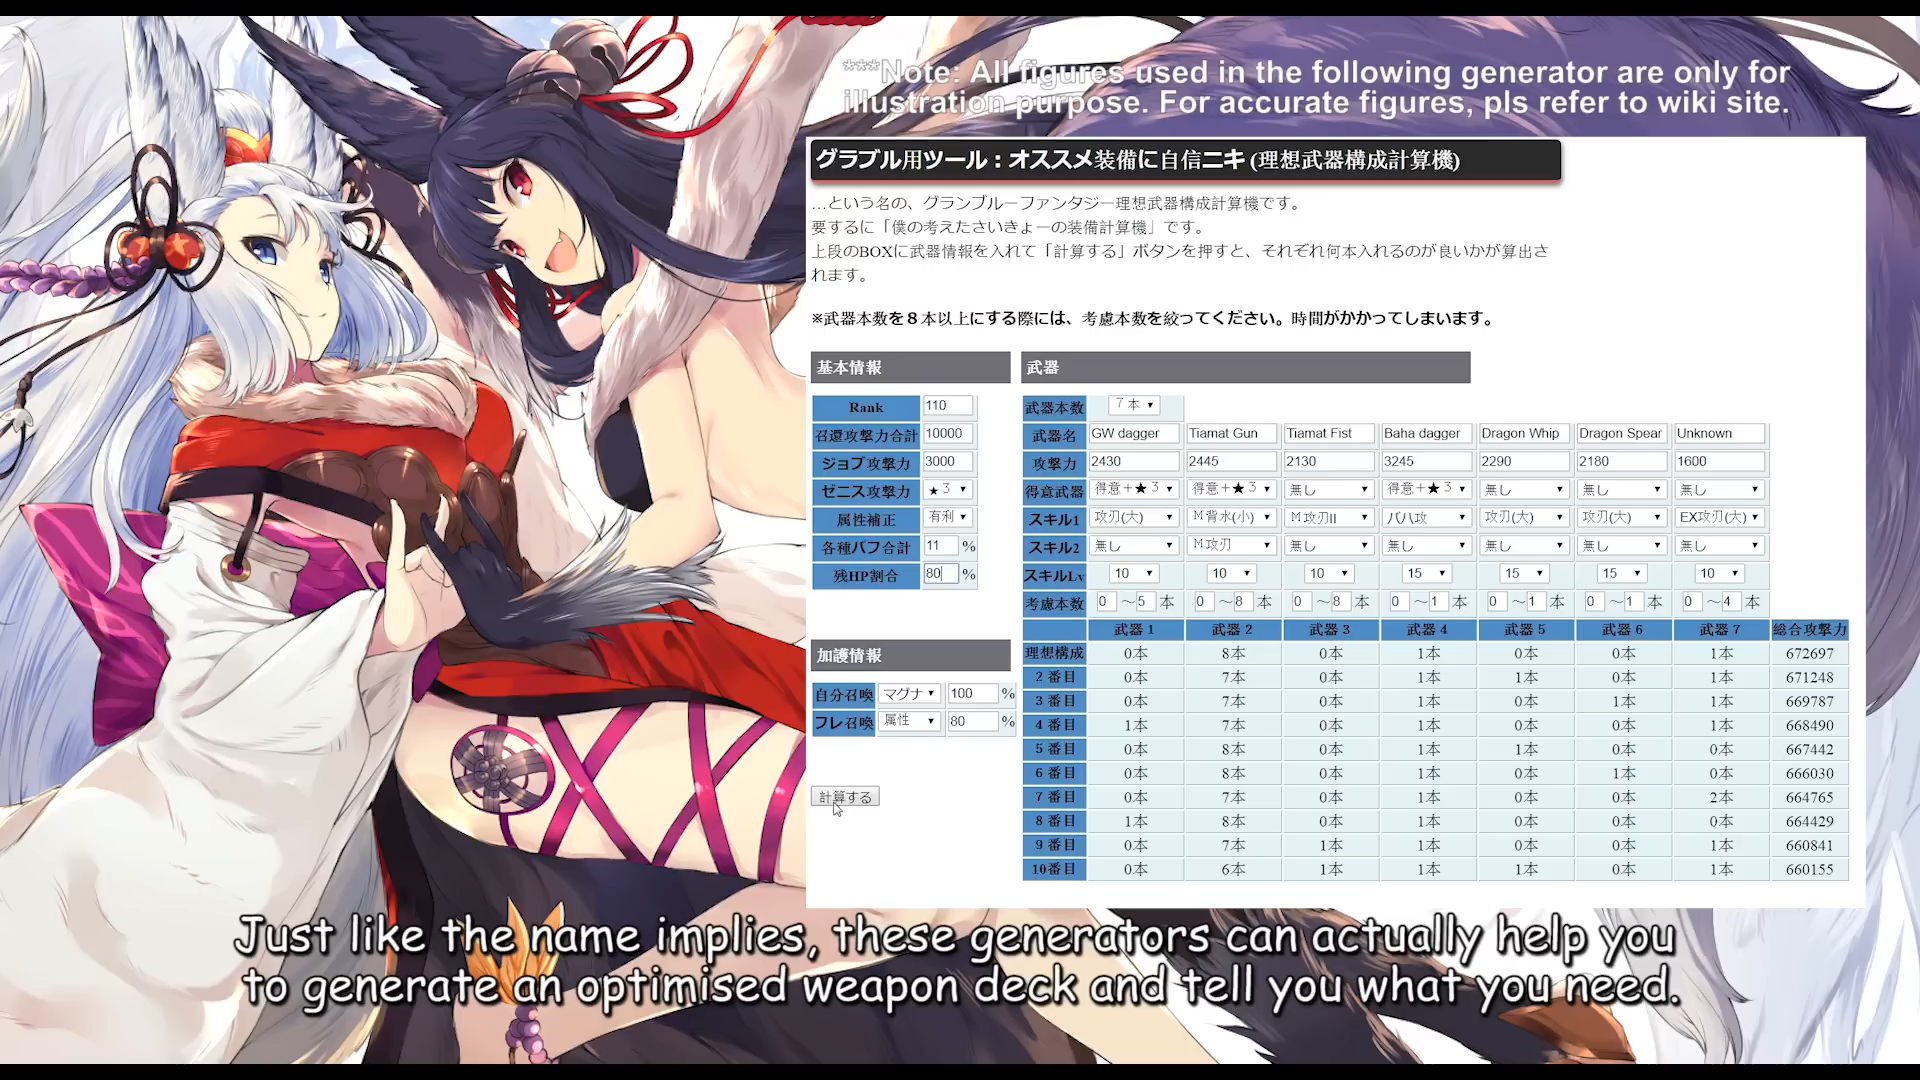 ***Note: All figures used in the following generator are only for
illustration purpose. For accurate figures, pls refer to wiki site.
グラブル用ツール：オススメ装備に自信ニキ (理想武器構成計算機)
…という名の、グランブルーファンタジー理想武器構成計算機です。
要するに「僕の考えたさいきょーの装備計算機」です。
上段のBOXに武器情報を入れて「計算する」ボタンを押すと、それぞれ何本入れるのが良いかが算出さ
れます。
※武器本数を８本以上にする際には、考慮本数を絞ってください。時間がかかってしまいます。
基本情報
Rank 110
召還攻撃力合計 10000
ジョブ攻撃力 3000
ゼニス攻撃力 ★ 3
属性補正 有利
各種バフ合計 11 %
残HP割合 80 %
加護情報
自分召喚 マグナ 100 %
フレ召喚 属性 80 %
計算する
武器
武器本数 7 本
武器名 GW dagger Tiamat Gun Tiamat Fist Baha dagger Dragon Whip Dragon Spear Unknown
攻撃力 2430 2445 2130 3245 2290 2180 1600
得意武器 得意＋★ 3 得意＋★ 3 無し 得意＋★ 3 無し 無し 無し
スキル1 攻刃(大) M背水(小) M攻刃II バハ攻 攻刃(大) 攻刃(大) EX攻刃(大)
スキル2 無し M攻刃 無し 無し 無し 無し 無し
スキルLv 10 10 10 15 15 15 10
考慮本数 0 ～5 本 0 ～8 本 0 ～8 本 0 ～1 本 0 ～1 本 0 ～1 本 0 ～4 本
武器 1 武器 2 武器 3 武器 4 武器 5 武器 6 武器 7 総合攻撃力
理想構成 0本 8本 0本 1本 0本 0本 1本 672697
2 番目 0本 7本 0本 1本 1本 0本 1本 671248
3 番目 0本 7本 0本 1本 0本 1本 1本 669787
4 番目 1本 7本 0本 1本 0本 0本 1本 668490
5 番目 0本 8本 0本 1本 1本 0本 0本 667442
6 番目 0本 8本 0本 1本 0本 1本 0本 666030
7 番目 0本 7本 0本 1本 0本 0本 2本 664765
8 番目 1本 8本 0本 1本 0本 0本 0本 664429
9 番目 0本 7本 1本 1本 0本 0本 1本 660841
10番目 0本 6本 1本 1本 1本 0本 1本 660155
Just like the name implies, these generators can actually help you
to generate an optimised weapon deck and tell you what you need.